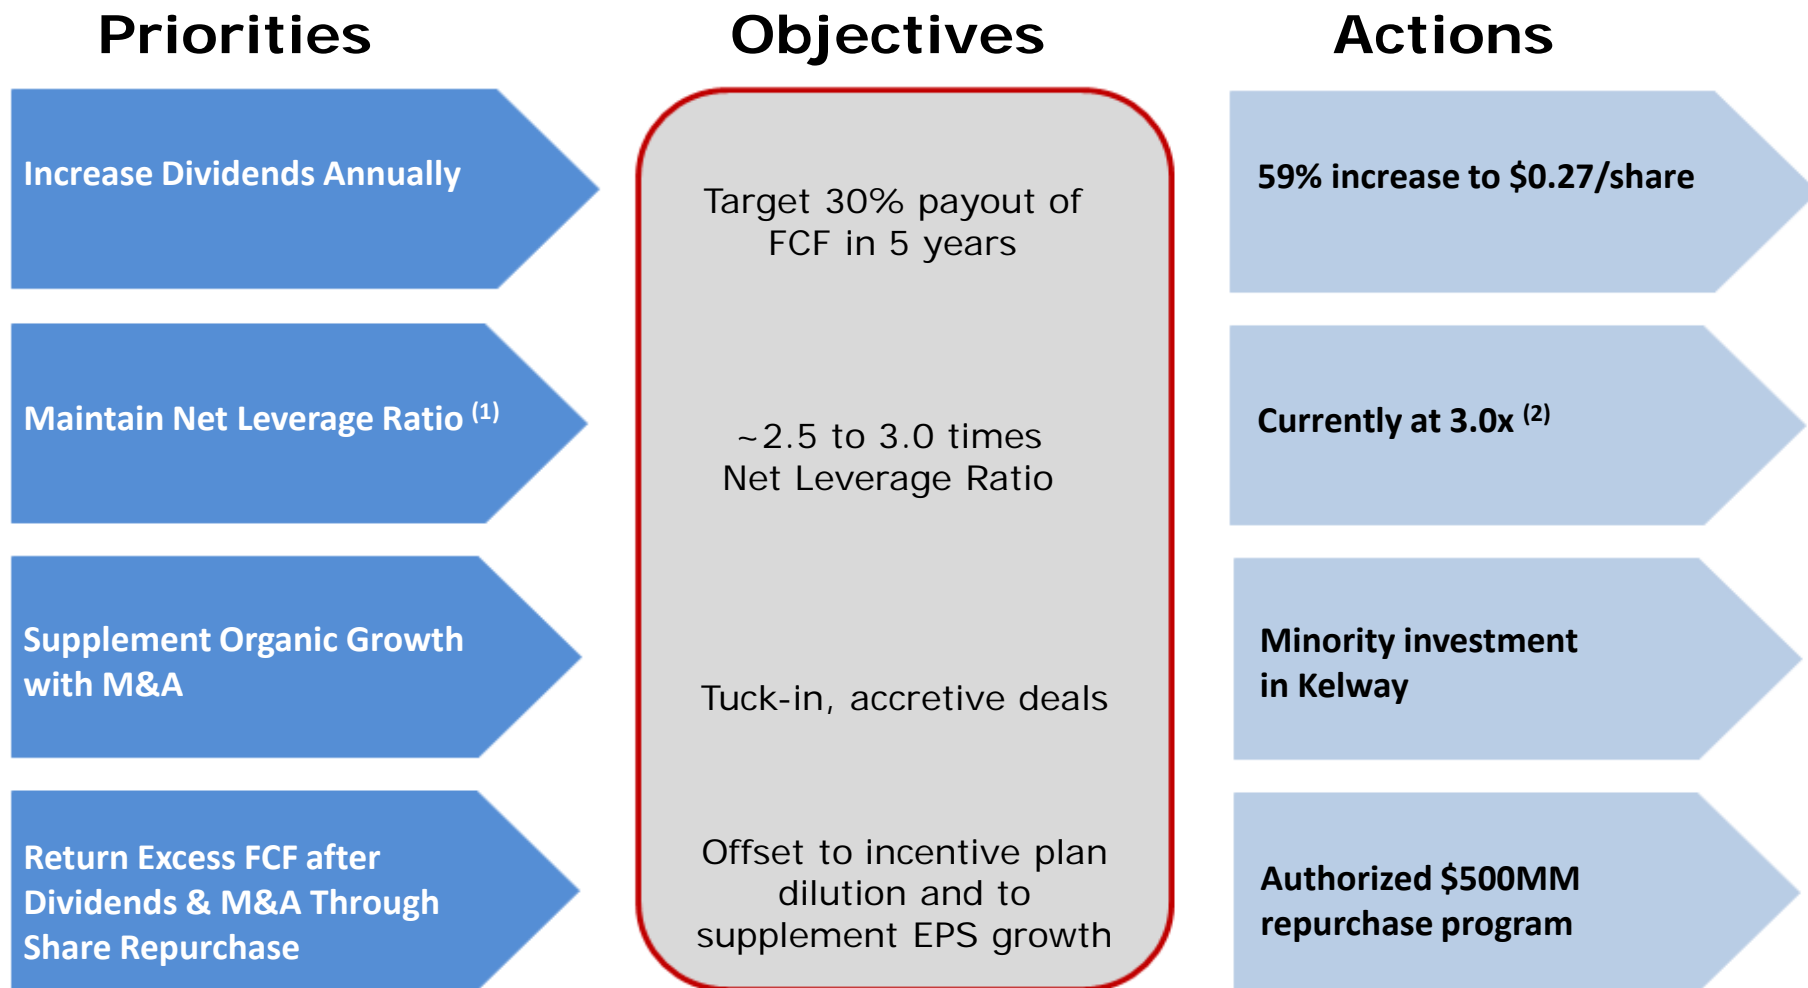 Priorities
Objectives
Actions
Increase Dividends Annually
Target 30% payout of
FCF in 5 years
59% increase to $0.27/share
Maintain Net Leverage Ratio (1)
~2.5 to 3.0 times
Net Leverage Ratio
Currently at 3.0x (2)
Supplement Organic Growth
with M&A
Tuck-in, accretive deals
Minority investment
in Kelway
Return Excess FCF after
Dividends & M&A Through
Share Repurchase
Offset to incentive plan
dilution and to
supplement EPS growth
Authorized $500MM
repurchase program